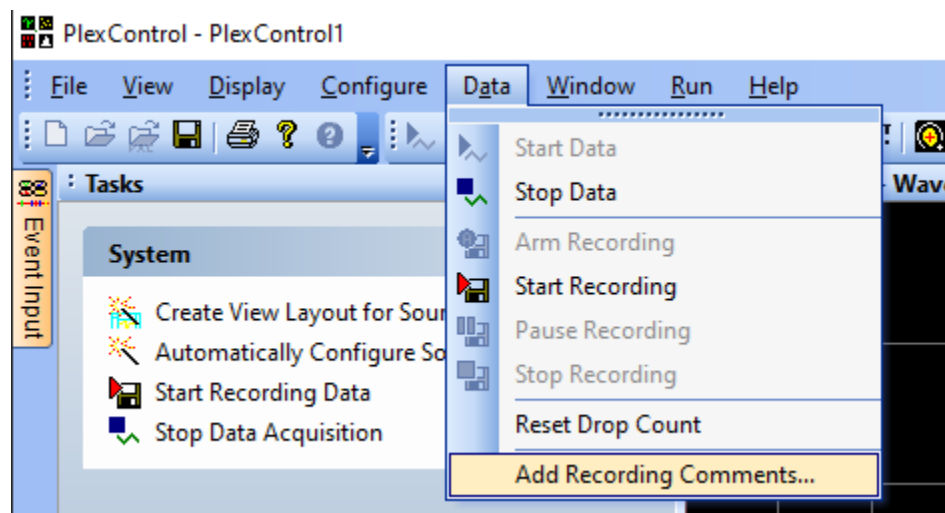 PlexControl - PlexControl1
File View Display Configure Data Window Run Help
Start Data
Tasks
Stop Data
Event Input
System
Arm Recording
Create View Layout for Sour
Start Recording
Automatically Configure So
Pause Recording
Start Recording Data
Stop Recording
Stop Data Acquisition
Reset Drop Count
Add Recording Comments...